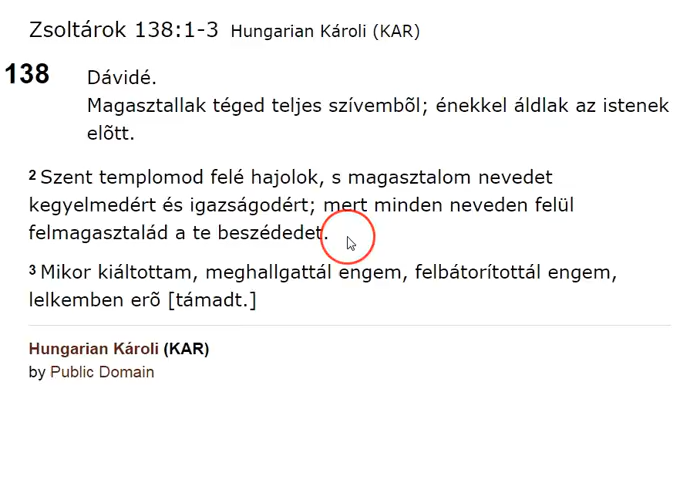 Zsoltárok 138:1-3 Hungarian Károli (KAR)
138 Dávidé.
Magasztallak téged teljes szívembõl; énekkel áldlak az istenek
elõtt.
2 Szent templomod felé hajolok, s magasztalom nevedet
kegyelmedért és igazságodért; mert minden neveden felül
felmagasztalád a te beszédedet.
3 Mikor kiáltottam, meghallgattál engem, felbátorítottál engem,
lelkemben erõ [támadt.]
Hungarian Károli (KAR)
by Public Domain